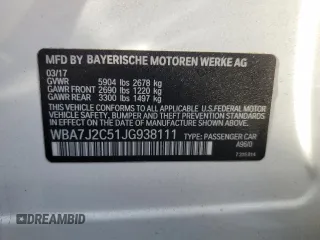 MFD. BY BAYERISCHE MOTOREN WERKE AG
03/17
GVWR 5904 lbs 2678 kg
GAWR FRONT 2690 lbs 1220 kg
GAWR REAR 3300 lbs 1497 kg
THIS VEHICLE CONFORMS TO ALL APPLICABLE
FEDERAL MOTOR VEHICLE SAFETY, BUMPER AND
THEFT PREVENTION STANDARDS IN EFFECT ON
THE DATE OF MANUFACTURE SHOWN ABOVE.
WBA7J2C51JG938111 TYPE: PASSENGER CAR
A96/0
DREAMBID